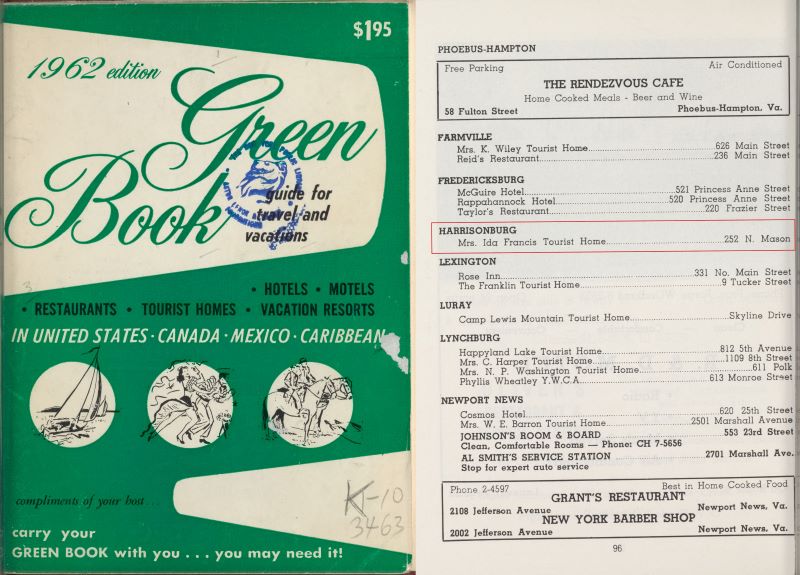 $1.95
1962 edition
Green
Book
guide for
travel and
vacations
• HOTELS • MOTELS
• RESTAURANTS • TOURIST HOMES • VACATION RESORTS
IN UNITED STATES · CANADA · MEXICO · CARIBBEAN
compliments of your host...
K-10
3463
carry your
GREEN BOOK with you . . . you may need it!
PHOEBUS-HAMPTON
Free Parking Air Conditioned
THE RENDEZVOUS CAFE
Home Cooked Meals - Beer and Wine
58 Fulton Street Phoebus-Hampton, Va.
FARMVILLE
Mrs. K. Wiley Tourist Home 626 Main Street
Reid's Restaurant 236 Main Street
FREDERICKSBURG
McGuire Hotel 521 Princess Anne Street
Rappahannock Hotel 520 Princess Anne Street
Taylor's Restaurant 220 Frazier Street
HARRISONBURG
Mrs. Ida Francis Tourist Home 252 N. Mason
LEXINGTON
Rose Inn 331 No. Main Street
The Franklin Tourist Home 9 Tucker Street
LURAY
Camp Lewis Mountain Tourist Home Skyline Drive
LYNCHBURG
Happyland Lake Tourist Home 812 5th Avenue
Mrs. C. Harper Tourist Home 1109 8th Street
Mrs. N. P. Washington Tourist Home 611 Polk
Phyllis Wheatley Y.W.C.A. 613 Monroe Street
NEWPORT NEWS
Cosmos Hotel 620 25th Street
Mrs. W. E. Barron Tourist Home 2501 Marshall Avenue
JOHNSON'S ROOM & BOARD 553 23rd Street
Clean, Comfortable Rooms — Phone: CH 7-5656
AL SMITH'S SERVICE STATION 2701 Marshall Ave.
Stop for expert auto service
Phone 2-4597 Best in Home Cooked Food
GRANT'S RESTAURANT
2108 Jefferson Avenue Newport News, Va.
NEW YORK BARBER SHOP
2002 Jefferson Avenue Newport News, Va.
96